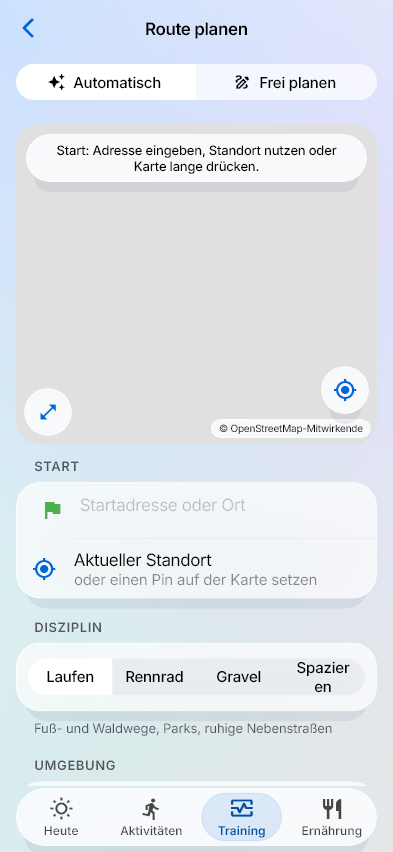 Route planen
Automatisch
Frei planen
Start: Adresse eingeben, Standort nutzen oder
Karte lange drücken.
© OpenStreetMap-Mitwirkende
START
Startadresse oder Ort
Aktueller Standort
oder einen Pin auf der Karte setzen
DISZIPLIN
Laufen
Rennrad
Gravel
Spazier
en
Fuß- und Waldwege, Parks, ruhige Nebenstraßen
UMGEBUNG
Heute
Aktivitäten
Training
Ernährung